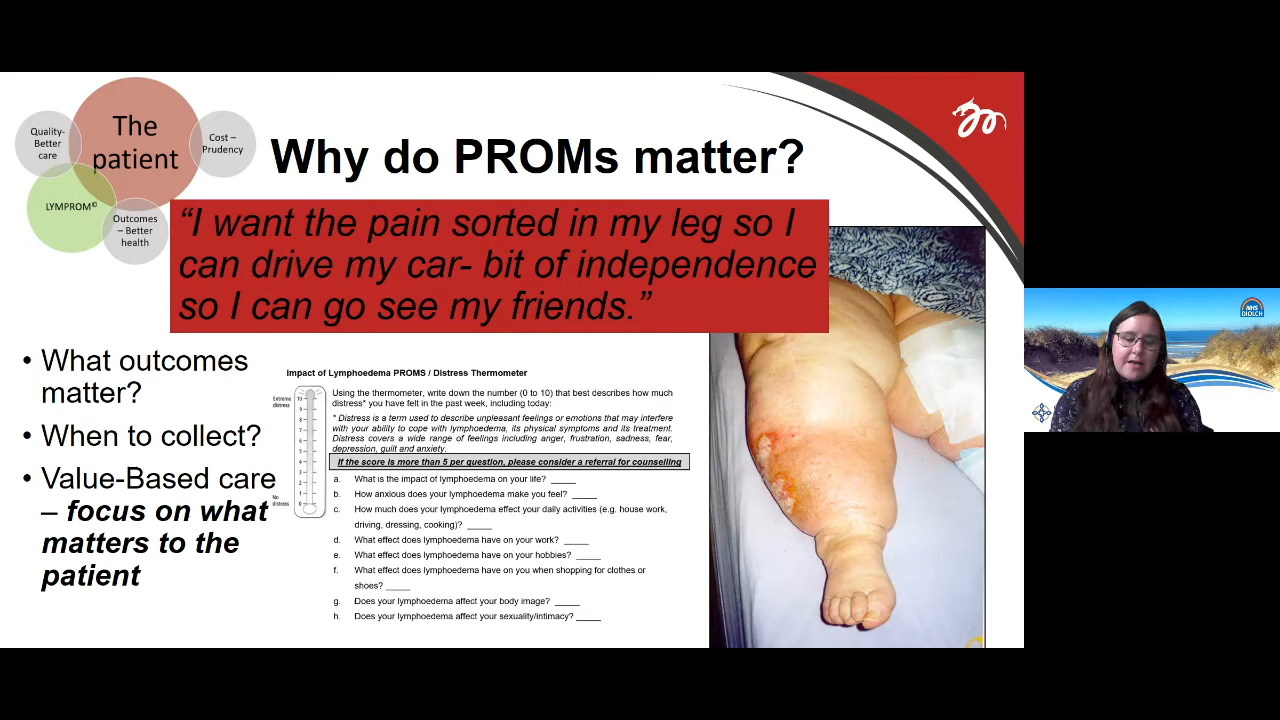 The
patient
Quality-
Better
care
Cost –
Prudency
LYMPROM©
Outcomes
– Better
health
Why do PROMs matter?
“I want the pain sorted in my leg so I
can drive my car- bit of independence
so I can go see my friends.”
• What outcomes
matter?
• When to collect?
• Value-Based care
– focus on what
matters to the
patient
Impact of Lymphoedema PROMS / Distress Thermometer
Extreme
distress
10
9
8
7
6
5
4
3
2
1
0
No
distress
Using the thermometer, write down the number (0 to 10) that best describes how much
distress* you have felt in the past week, including today:
* Distress is a term used to describe unpleasant feelings or emotions that may interfere
with your ability to cope with lymphoedema, its physical symptoms and its treatment.
Distress covers a wide range of feelings including anger, frustration, sadness, fear,
depression, guilt and anxiety.
If the score is more than 5 per question, please consider a referral for counselling
a. What is the impact of lymphoedema on your life? _____
b. How anxious does your lymphoedema make you feel? _____
c. How much does your lymphoedema effect your daily activities (e.g. house work,
driving, dressing, cooking)? _____
d. What effect does lymphoedema have on your work? _____
e. What effect does lymphoedema have on your hobbies? _____
f. What effect does lymphoedema have on you when shopping for clothes or
shoes? _____
g. Does your lymphoedema affect your body image? _____
h. Does your lymphoedema affect your sexuality/intimacy? _____
NHS
DIOLCH